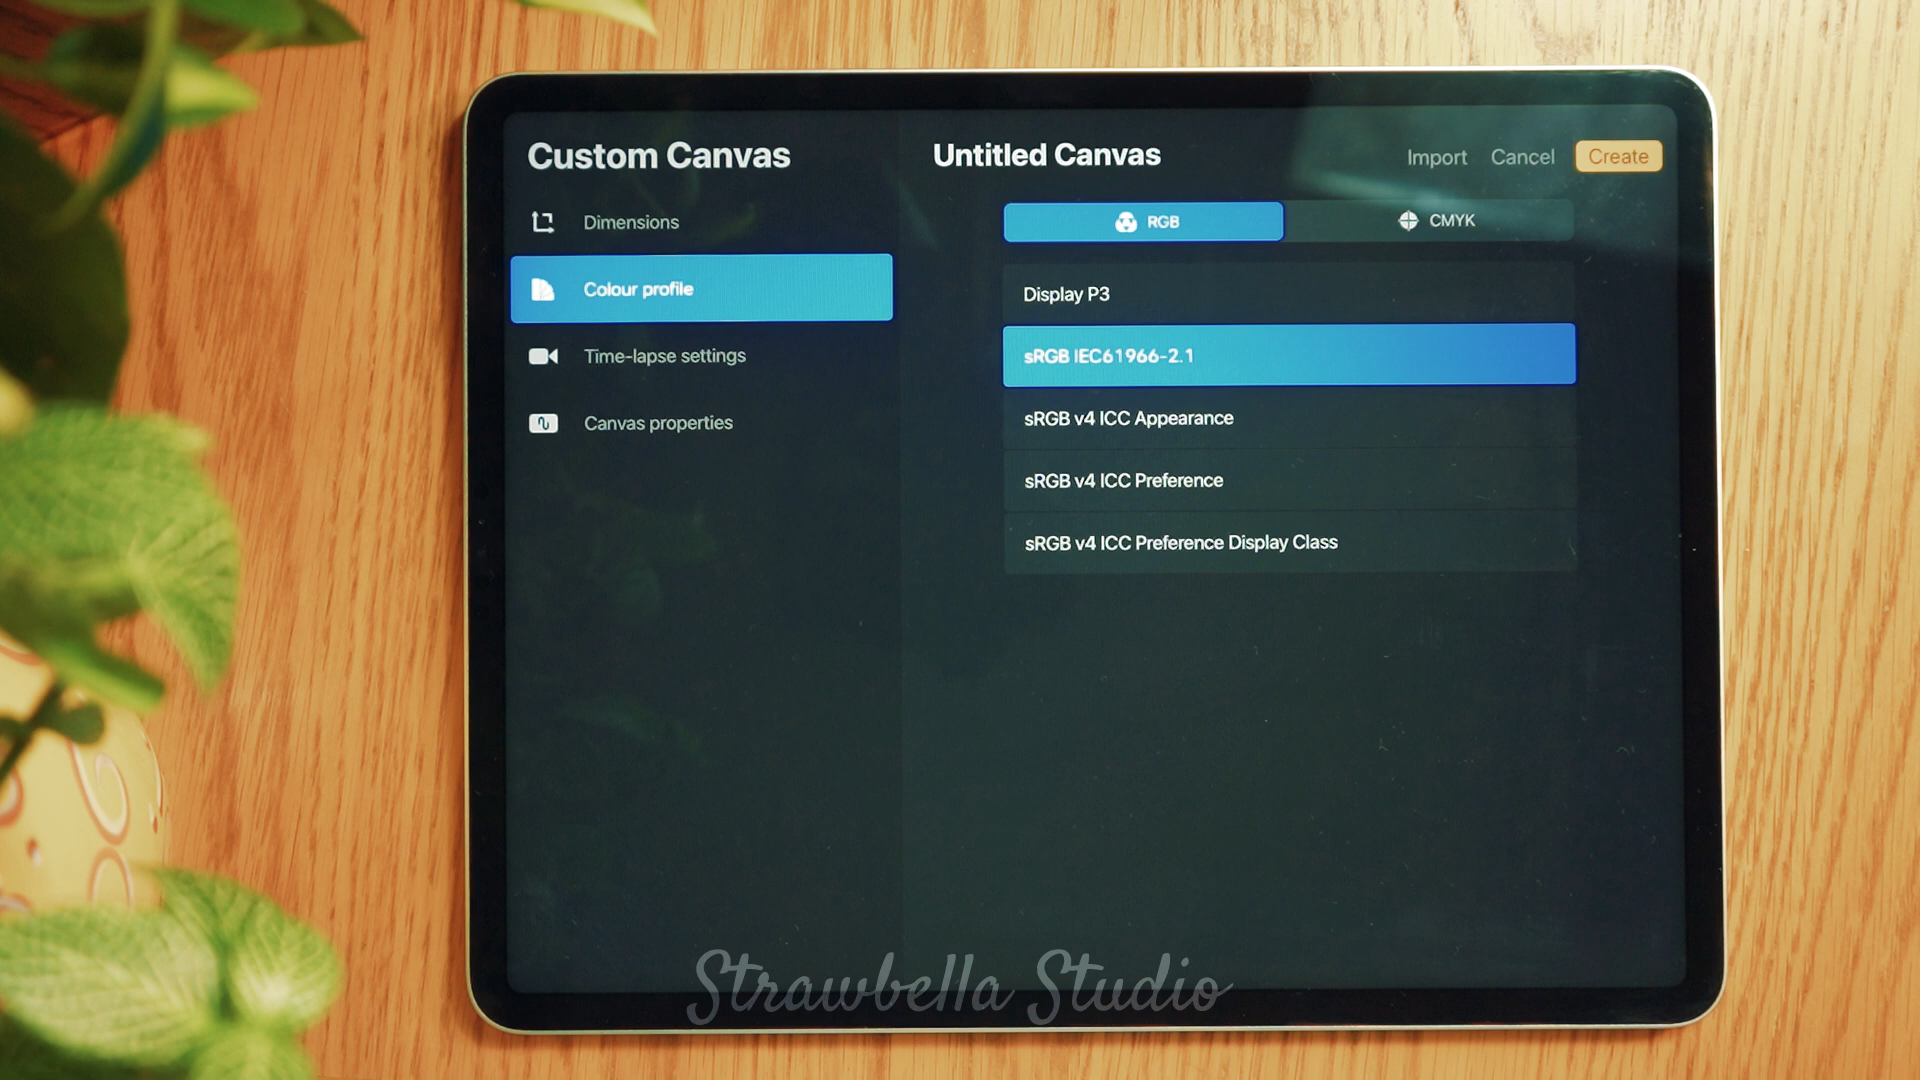 Custom Canvas
Dimensions
Colour profile
Time-lapse settings
Canvas properties
Untitled Canvas
Import Cancel Create
RGB CMYK
Display P3
sRGB IEC61966-2.1
sRGB v4 ICC Appearance
sRGB v4 ICC Preference
sRGB v4 ICC Preference Display Class
Strawbella Studio